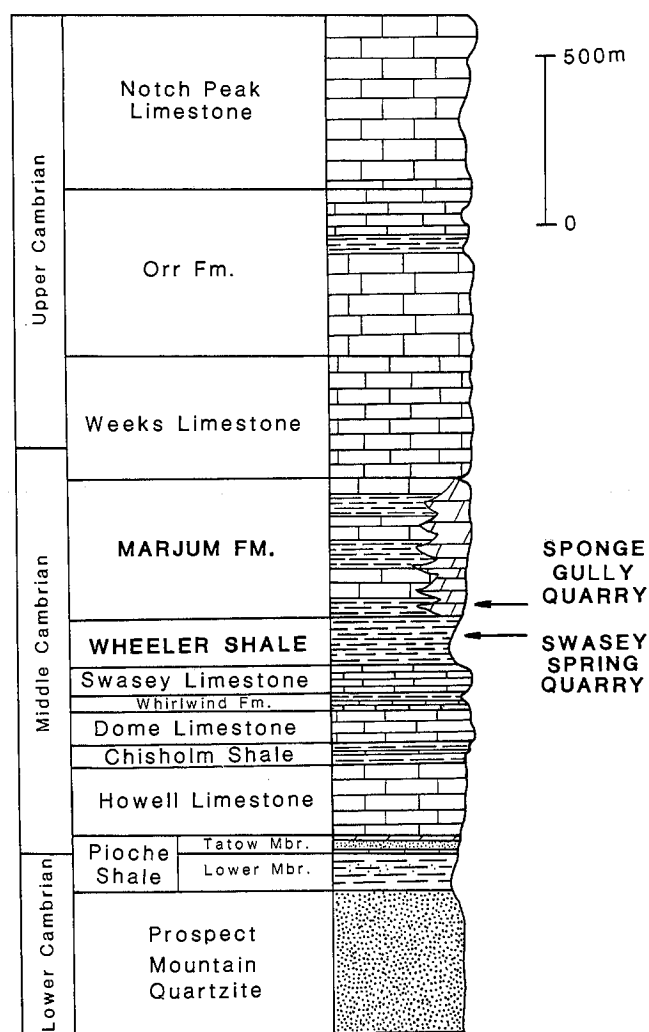 Upper Cambrian
Middle Cambrian
Lower Cambrian
Notch Peak
Limestone
Orr Fm.
Weeks Limestone
MARJUM FM.
WHEELER SHALE
Swasey Limestone
Whirlwind Fm.
Dome Limestone
Chisholm Shale
Howell Limestone
Pioche
Shale
Tatow Mbr.
Lower Mbr.
Prospect
Mountain
Quartzite
500m
0
SPONGE
GULLY
QUARRY
SWASEY
SPRING
QUARRY